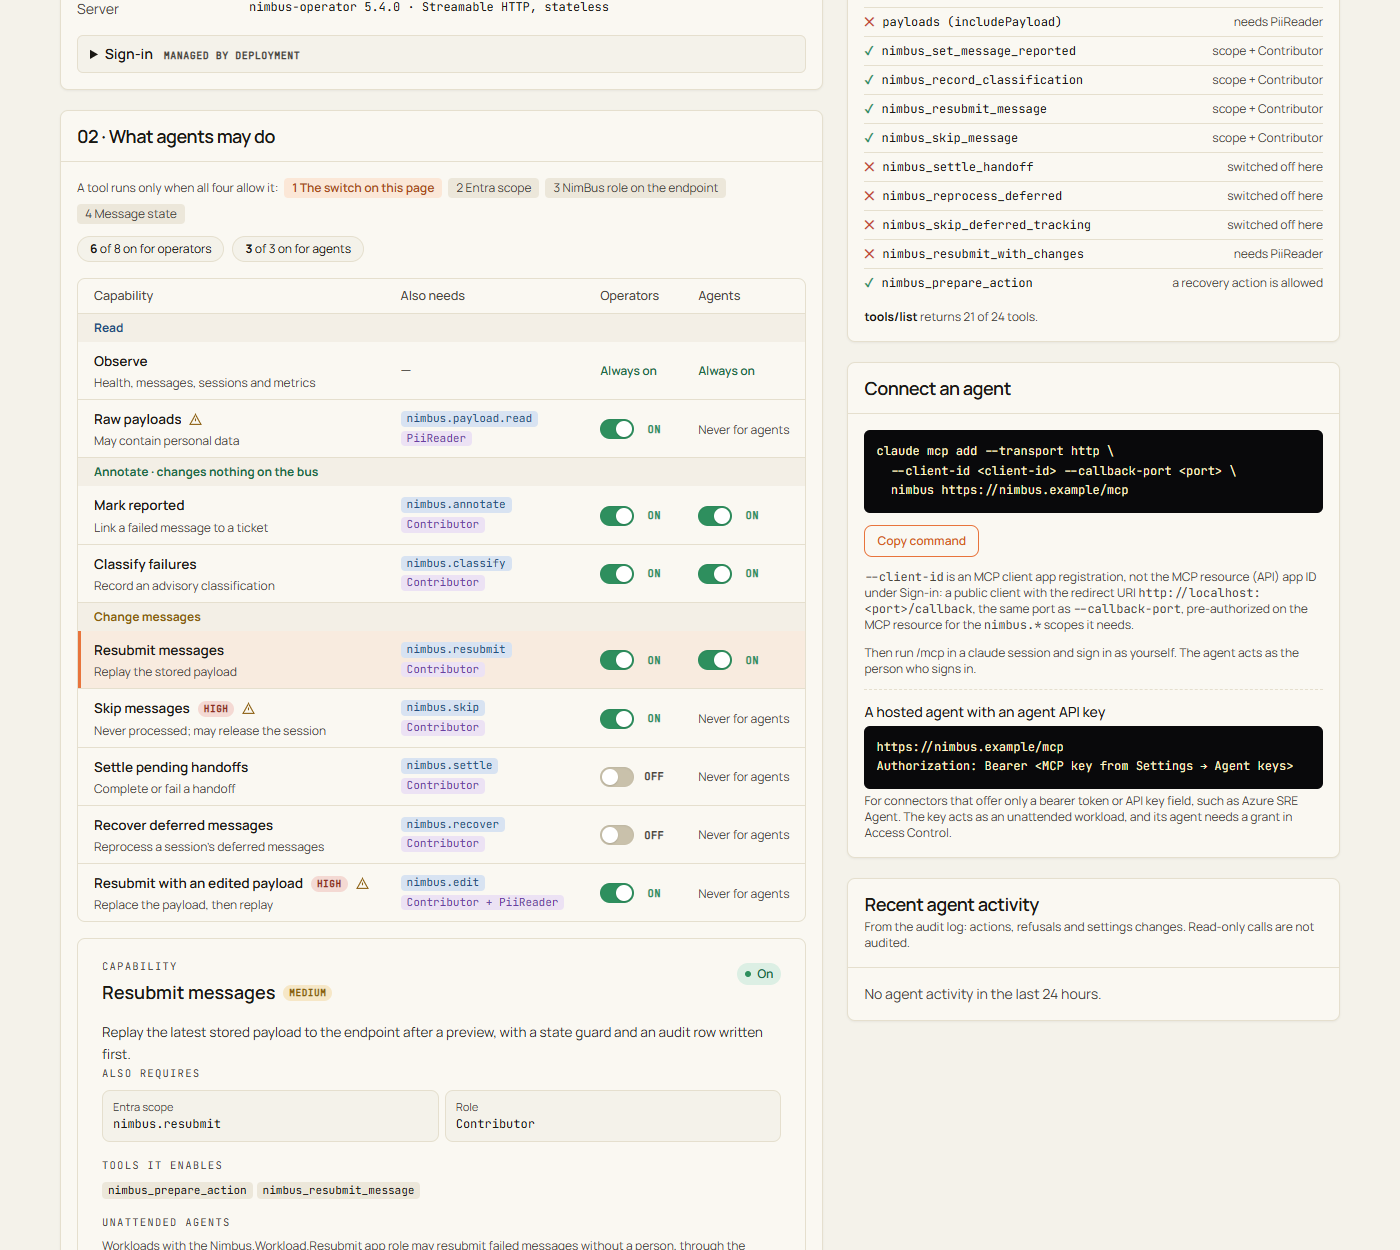 Server
nimbus-operator 5.4.0 · Streamable HTTP, stateless
▶ Sign-in MANAGED BY DEPLOYMENT
02 · What agents may do
A tool runs only when all four allow it: 1 The switch on this page 2 Entra scope 3 NimBus role on the endpoint
4 Message state
6 of 8 on for operators 3 of 3 on for agents
Capability Also needs Operators Agents
Read
Observe
Health, messages, sessions and metrics
— Always on Always on
Raw payloads ⚠
May contain personal data
nimbus.payload.read
PiiReader
ON Never for agents
Annotate · changes nothing on the bus
Mark reported
Link a failed message to a ticket
nimbus.annotate
Contributor
ON ON
Classify failures
Record an advisory classification
nimbus.classify
Contributor
ON ON
Change messages
Resubmit messages
Replay the stored payload
nimbus.resubmit
Contributor
ON ON
Skip messages HIGH ⚠
Never processed; may release the session
nimbus.skip
Contributor
ON Never for agents
Settle pending handoffs
Complete or fail a handoff
nimbus.settle
Contributor
OFF Never for agents
Recover deferred messages
Reprocess a session's deferred messages
nimbus.recover
Contributor
OFF Never for agents
Resubmit with an edited payload HIGH ⚠
Replace the payload, then replay
nimbus.edit
Contributor + PiiReader
ON Never for agents
CAPABILITY
Resubmit messages MEDIUM
On
Replay the latest stored payload to the endpoint after a preview, with a state guard and an audit row written
first.
ALSO REQUIRES
Entra scope
nimbus.resubmit
Role
Contributor
TOOLS IT ENABLES
nimbus_prepare_action nimbus_resubmit_message
UNATTENDED AGENTS
Workloads with the Nimbus.Workload.Resubmit app role may resubmit failed messages without a person, through the
✕ payloads (includePayload) needs PiiReader
✓ nimbus_set_message_reported scope + Contributor
✓ nimbus_record_classification scope + Contributor
✓ nimbus_resubmit_message scope + Contributor
✓ nimbus_skip_message scope + Contributor
✕ nimbus_settle_handoff switched off here
✕ nimbus_reprocess_deferred switched off here
✕ nimbus_skip_deferred_tracking switched off here
✕ nimbus_resubmit_with_changes needs PiiReader
✓ nimbus_prepare_action a recovery action is allowed
tools/list returns 21 of 24 tools.
Connect an agent
claude mcp add --transport http \
--client-id <client-id> --callback-port <port> \
nimbus https://nimbus.example/mcp
Copy command
--client-id is an MCP client app registration, not the MCP resource (API) app ID
under Sign-in: a public client with the redirect URI http://localhost:
<port>/callback, the same port as --callback-port, pre-authorized on the
MCP resource for the nimbus.* scopes it needs.
Then run /mcp in a claude session and sign in as yourself. The agent acts as the
person who signs in.
A hosted agent with an agent API key
https://nimbus.example/mcp
Authorization: Bearer <MCP key from Settings → Agent keys>
For connectors that offer only a bearer token or API key field, such as Azure SRE
Agent. The key acts as an unattended workload, and its agent needs a grant in
Access Control.
Recent agent activity
From the audit log: actions, refusals and settings changes. Read-only calls are not
audited.
No agent activity in the last 24 hours.